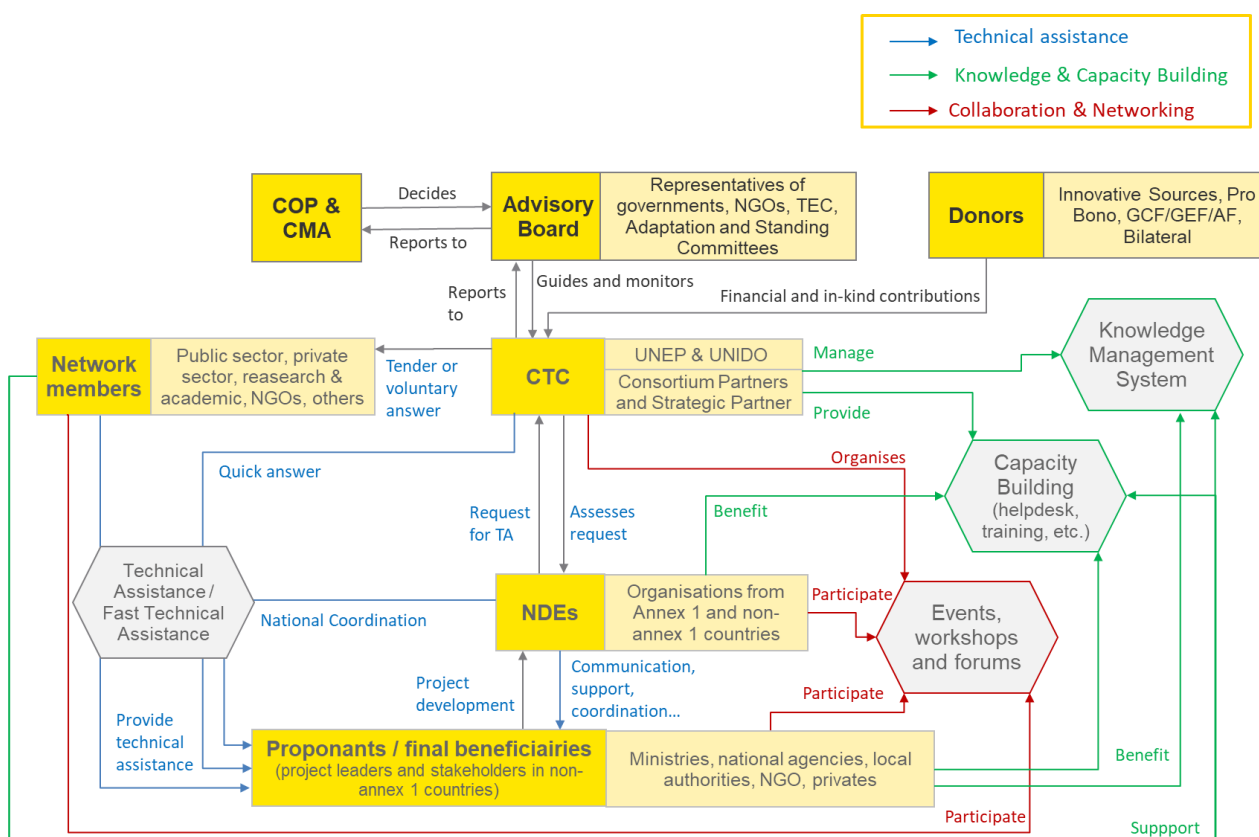 Technical assistance
Knowledge & Capacity Building
Collaboration & Networking
COP &
CMA
Decides
Reports to
Advisory
Board
Representatives of
governments, NGOs, TEC,
Adaptation and Standing
Committees
Donors
Innovative Sources, Pro
Bono, GCF/GEF/AF,
Bilateral
Reports
to
Guides and monitors
Financial and in-kind contributions
Network
members
Public sector, private
sector, reasearch &
academic, NGOs, others
Tender or
voluntary
answer
CTC
UNEP & UNIDO
Consortium Partners
and Strategic Partner
Manage
Provide
Knowledge
Management
System
Quick answer
Organises
Capacity
Building
(helpdesk,
training, etc.)
Request
for TA
Assesses
request
Benefit
Technical
Assistance /
Fast Technical
Assistance
National Coordination
NDEs
Organisations from
Annex 1 and non-
annex 1 countries
Participate
Events,
workshops
and forums
Project
development
Communication,
support,
coordination…
Participate
Provide
technical
assistance
Proponants / final beneficiairies
(project leaders and stakeholders in non-
annex 1 countries)
Ministries, national agencies, local
authorities, NGO, privates
Benefit
Participate
Suppport